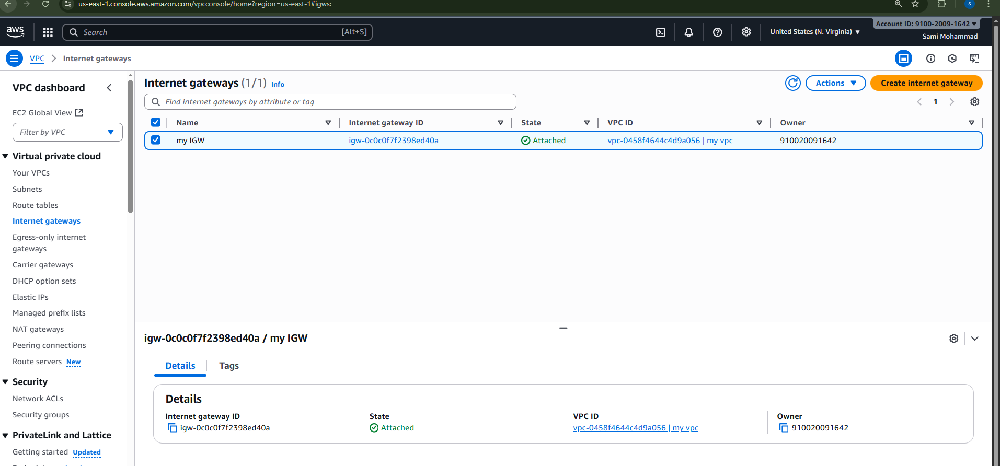 us-east-1.console.aws.amazon.com/vpcconsole/home?region=us-east-1#igws:
S
aws
Search
[Alt+S]
United States (N. Virginia)
Account ID: 9100-2009-1642
Sami Mohammad
VPC
Internet gateways
VPC dashboard
EC2 Global View
Filter by VPC
Virtual private cloud
Your VPCs
Subnets
Route tables
Internet gateways
Egress-only internet
gateways
Carrier gateways
DHCP option sets
Elastic IPs
Managed prefix lists
NAT gateways
Peering connections
Route servers New
Security
Network ACLs
Security groups
PrivateLink and Lattice
Getting started Updated
Internet gateways (1/1) Info
Actions
Create internet gateway
Find internet gateways by attribute or tag
1
Name Internet gateway ID State VPC ID Owner
my IGW igw-0c0c0f7f2398ed40a Attached vpc-0458f4644c4d9a056 | my vpc 910020091642
igw-0c0c0f7f2398ed40a / my IGW
Details Tags
Details
Internet gateway ID State VPC ID Owner
igw-0c0c0f7f2398ed40a Attached vpc-0458f4644c4d9a056 | my vpc 910020091642